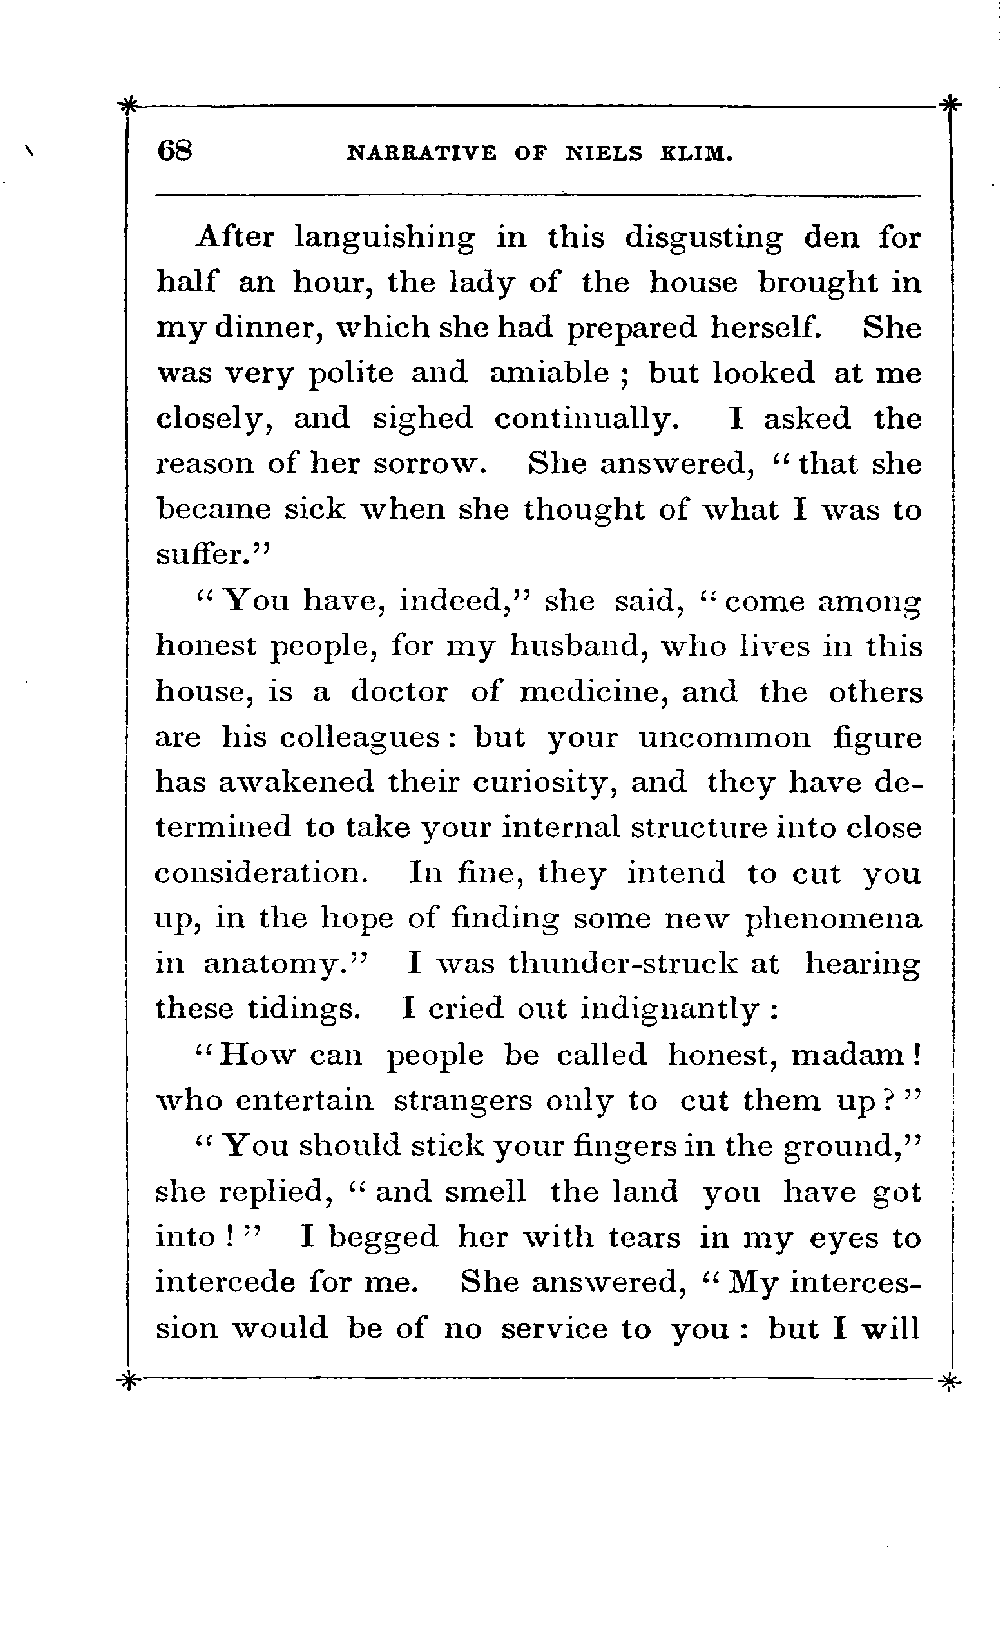 68 NARRATIVE OF NIELS KLIM.
After languishing in this disgusting den for
half an hour, the lady of the house brought in
my dinner, which she had prepared herself. She
was very polite and amiable ; but looked at me
closely, and sighed continually. I asked the
reason of her sorrow. She answered, “ that she
became sick when she thought of what I was to
suffer.”
“ You have, indeed,” she said, “ come among
honest people, for my husband, who lives in this
house, is a doctor of medicine, and the others
are his colleagues : but your uncommon figure
has awakened their curiosity, and they have de-
termined to take your internal structure into close
consideration. In fine, they intend to cut you
up, in the hope of finding some new phenomena
in anatomy.” I was thunder-struck at hearing
these tidings. I cried out indignantly :
“ How can people be called honest, madam !
who entertain strangers only to cut them up ? ”
“ You should stick your fingers in the ground,”
she replied, “ and smell the land you have got
into ! ” I begged her with tears in my eyes to
intercede for me. She answered, “ My interces-
sion would be of no service to you : but I will